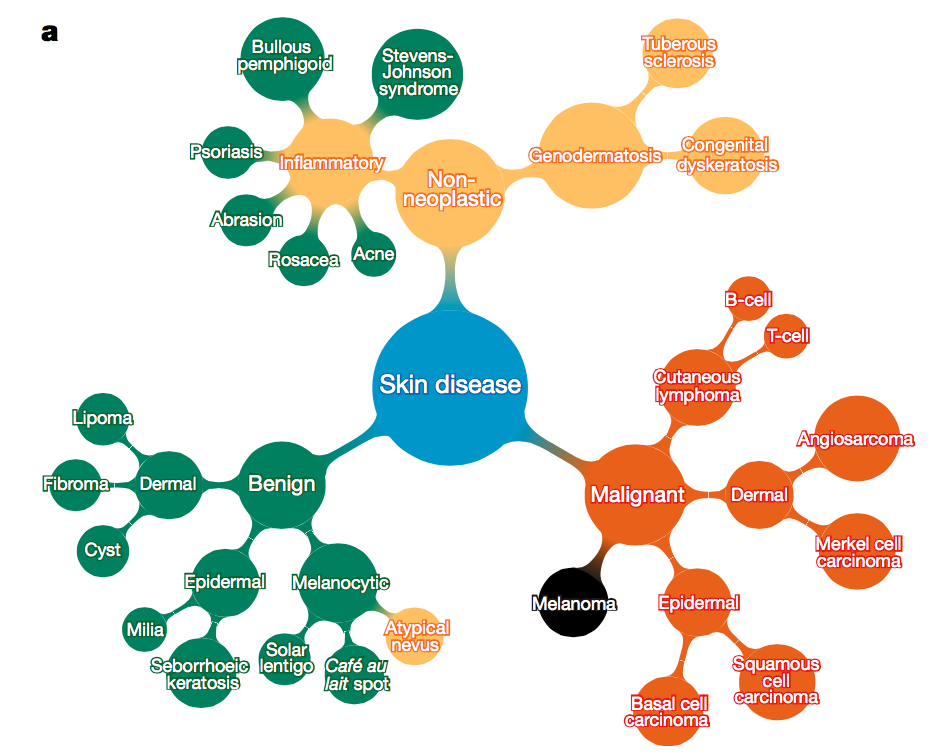 a
Bullous
pemphigoid
Stevens-
Johnson
syndrome
Psoriasis
Inflammatory
Abrasion
Rosacea
Acne
Non-
neoplastic
Genodermatosis
Tuberous
sclerosis
Congenital
dyskeratosis
Skin disease
B-cell
T-cell
Cutaneous
lymphoma
Angiosarcoma
Malignant
Dermal
Merkel cell
carcinoma
Melanoma
Epidermal
Squamous
cell
carcinoma
Basal cell
carcinoma
Lipoma
Fibroma
Dermal
Benign
Cyst
Epidermal
Melanocytic
Milia
Seborrhoeic
keratosis
Solar
lentigo
Café au
lait spot
Atypical
nevus